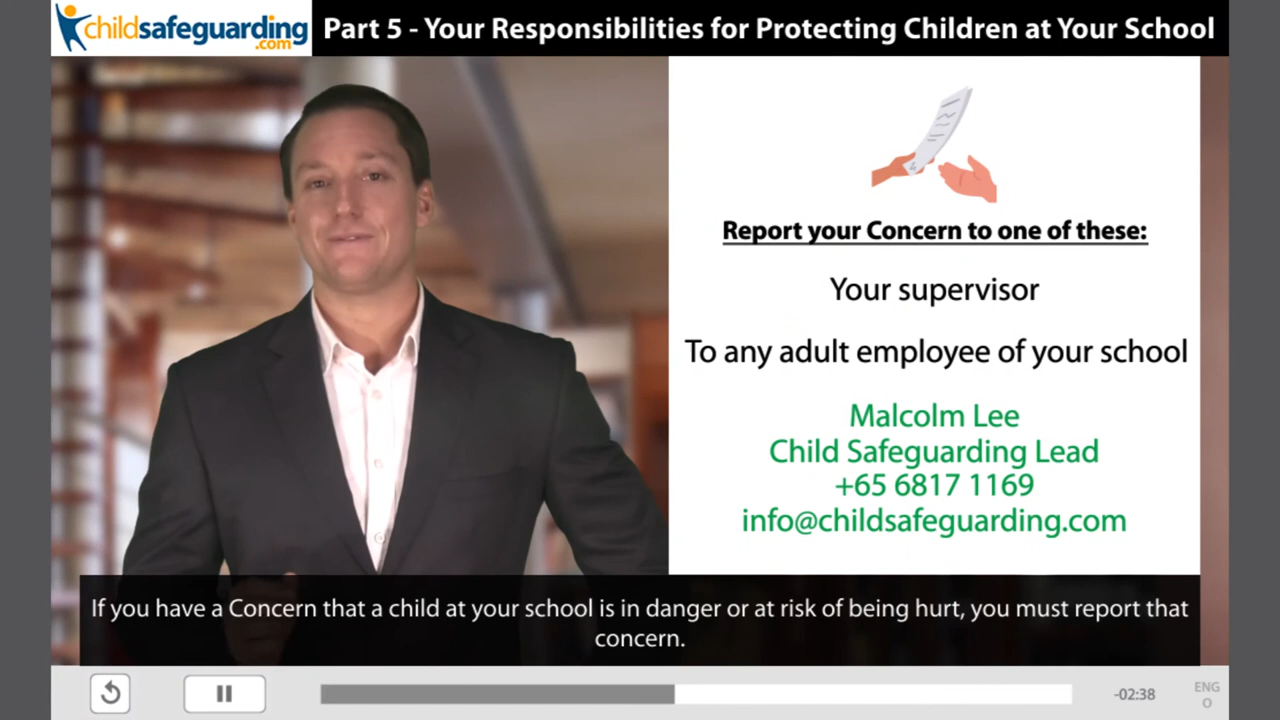 childsafeguarding
.com
Part 5 - Your Responsibilities for Protecting Children at Your School
Report your Concern to one of these:
Your supervisor
To any adult employee of your school
Malcolm Lee
Child Safeguarding Lead
+65 6817 1169
info@childsafeguarding.com
If you have a Concern that a child at your school is in danger or at risk of being hurt, you must report that
concern.
-02:38
ENG
O